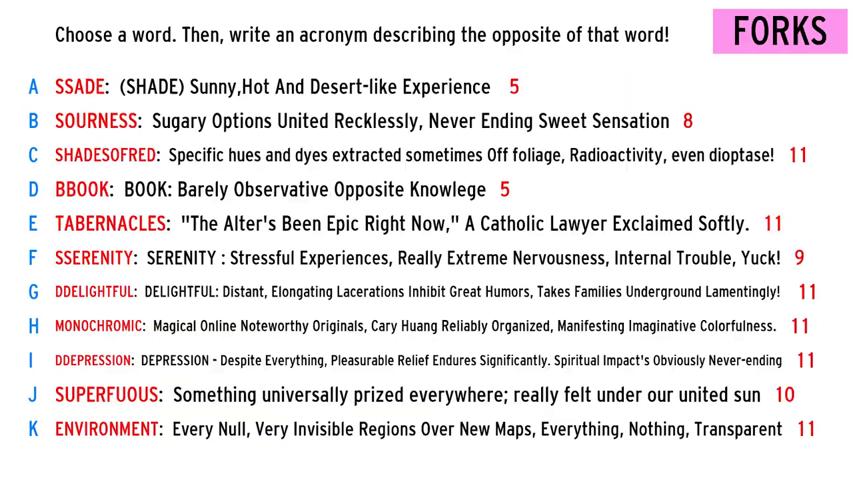 Choose a word. Then, write an acronym describing the opposite of that word!
FORKS
A SSADE: (SHADE) Sunny,Hot And Desert-like Experience 5
B SOURNESS: Sugary Options United Recklessly, Never Ending Sweet Sensation 8
C SHADESOFRED: Specific hues and dyes extracted sometimes Off foliage, Radioactivity, even dioptase! 11
D BBOOK: BOOK: Barely Observative Opposite Knowlege 5
E TABERNACLES: "The Alter's Been Epic Right Now," A Catholic Lawyer Exclaimed Softly. 11
F SSERENITY: SERENITY : Stressful Experiences, Really Extreme Nervousness, Internal Trouble, Yuck! 9
G DDELIGHTFUL: DELIGHTFUL: Distant, Elongating Lacerations Inhibit Great Humors, Takes Families Underground Lamentingly! 11
H MONOCHROMIC: Magical Online Noteworthy Originals, Cary Huang Reliably Organized, Manifesting Imaginative Colorfulness. 11
I DDEPRESSION: DEPRESSION - Despite Everything, Pleasurable Relief Endures Significantly. Spiritual Impact's Obviously Never-ending 11
J SUPERFUOUS: Something universally prized everywhere; really felt under our united sun 10
K ENVIRONMENT: Every Null, Very Invisible Regions Over New Maps, Everything, Nothing, Transparent 11